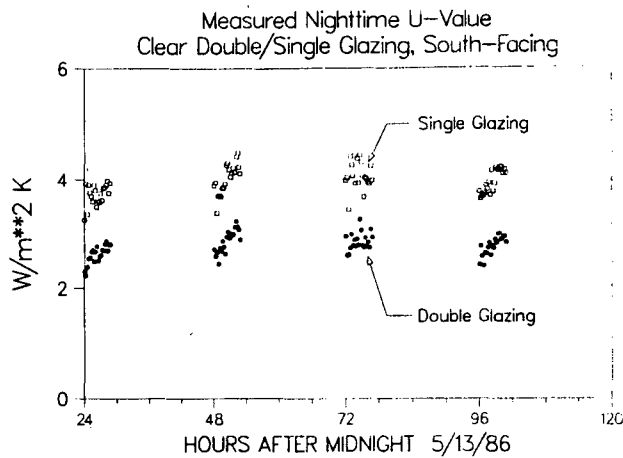 Measured Nighttime U-Value
Clear Double/Single Glazing, South-Facing
6
4
2
0
W/m**2 K
Single Glazing
Double Glazing
24
48
72
96
120
HOURS AFTER MIDNIGHT 5/13/86